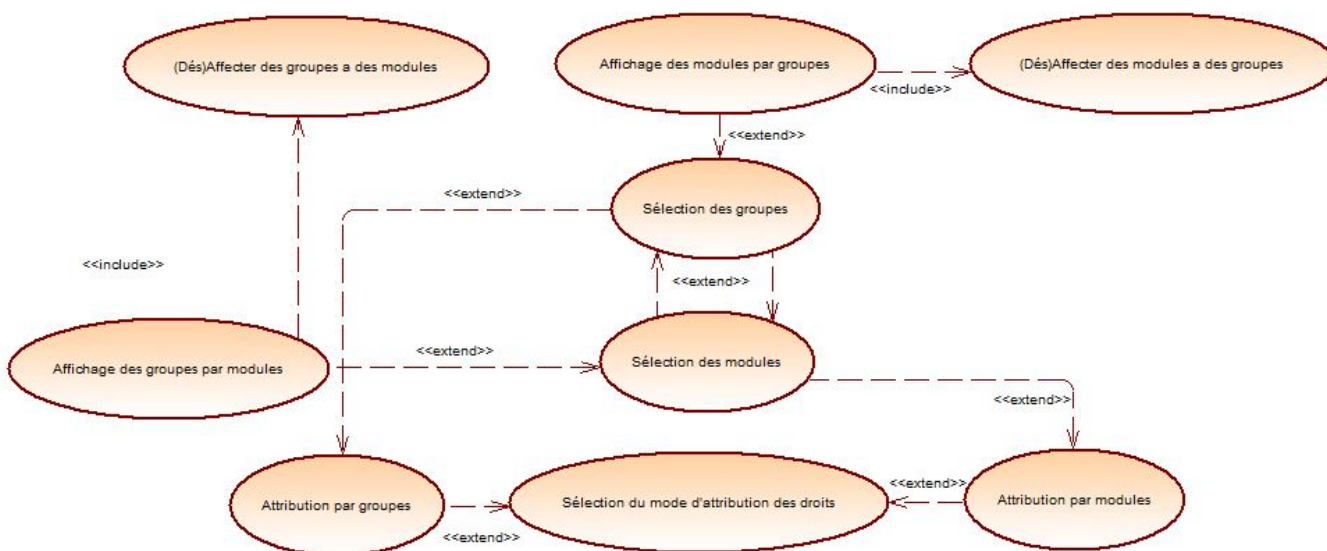 (Dés)Affecter des groupes a des modules
Affichage des modules par groupes
(Dés)Affecter des modules a des groupes
<<include>>
<<extend>>
<<extend>>
Sélection des groupes
<<include>>
<<extend>>
Affichage des groupes par modules
<<extend>>
Sélection des modules
<<extend>>
Attribution par groupes
Sélection du mode d'attribution des droits
<<extend>>
Attribution par modules
<<extend>>